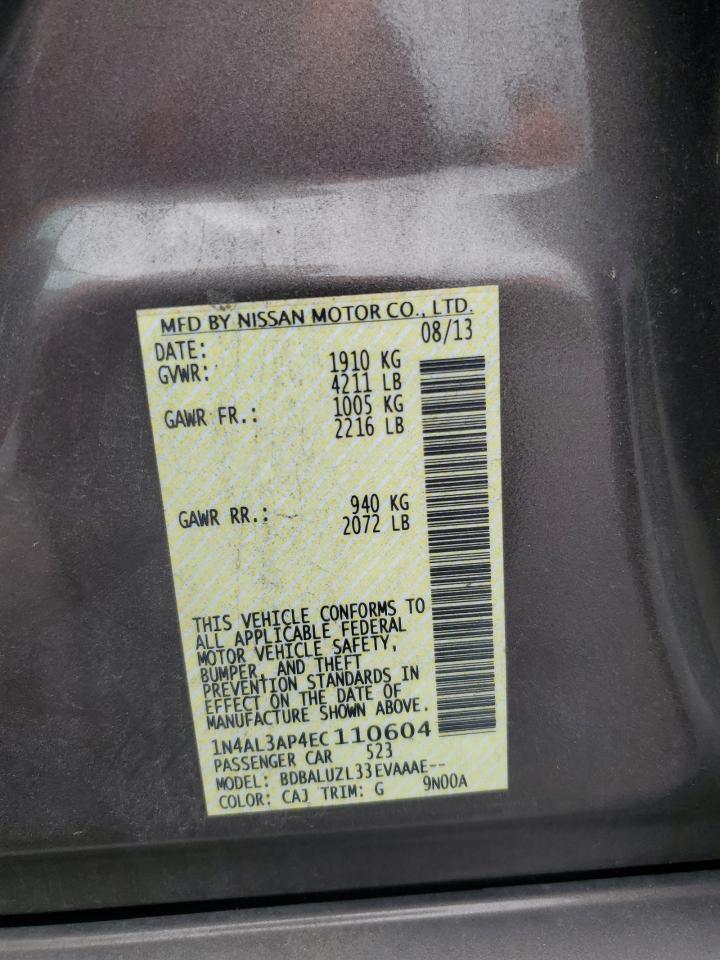 MFD BY NISSAN MOTOR CO., LTD.
DATE: 08/13
GVWR: 1910 KG
4211 LB
GAWR FR.: 1005 KG
2216 LB
GAWR RR.: 940 KG
2072 LB
THIS VEHICLE CONFORMS TO
ALL APPLICABLE FEDERAL
MOTOR VEHICLE SAFETY,
BUMPER, AND THEFT
PREVENTION STANDARDS IN
EFFECT ON THE DATE OF
MANUFACTURE SHOWN ABOVE.
1N4AL3AP4EC110604
PASSENGER CAR 523
MODEL: BDBALUZL33EVAAAE--
COLOR: CAJ TRIM: G 9N00A